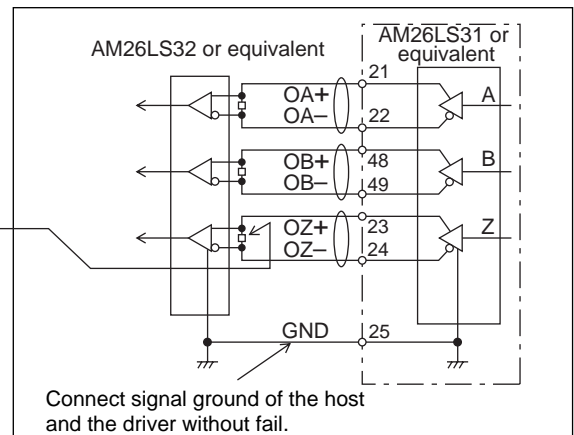 AM26LS32 or equivalent
AM26LS31 or
equivalent
21
OA+
OA−
22
A
OB+
48
OB−
49
B
OZ+
23
OZ−
24
Z
GND
25
Connect signal ground of the host
and the driver without fail.